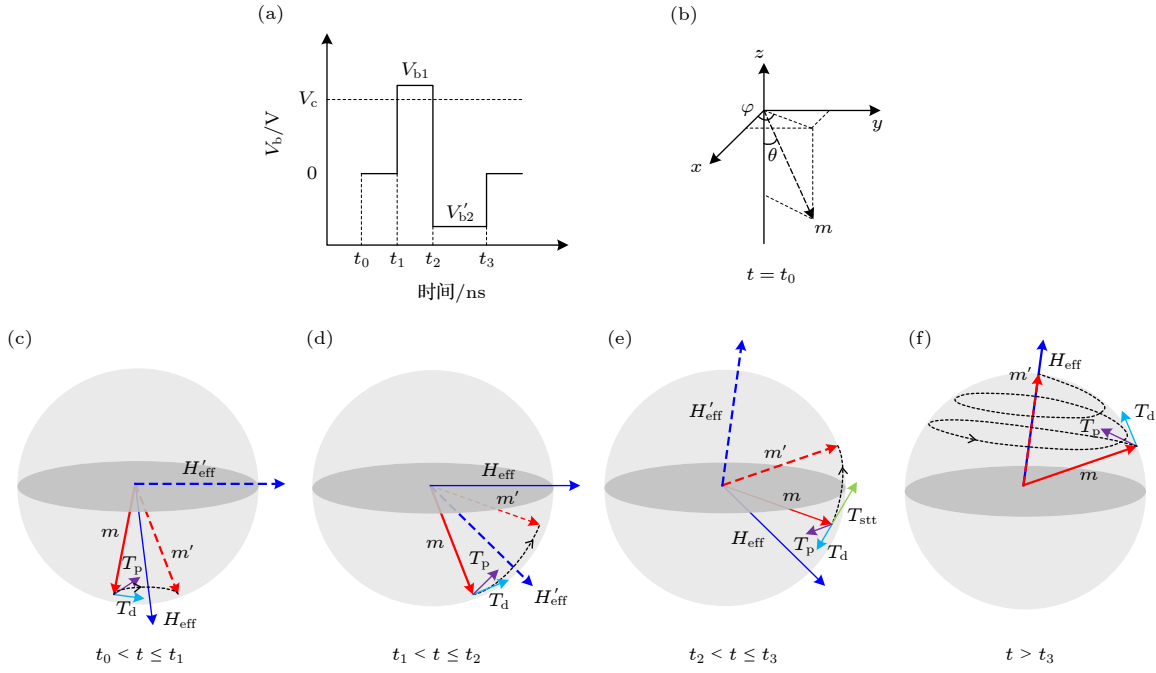 (a)
V_b/V
V_c
0
V_b1
V′_b2
t_0 t_1 t_2 t_3
时间/ns
(b)
z
φ
y
x
θ
m
t = t_0
(c)
H′_eff
m
m′
T_p
T_d
H_eff
t_0 < t ≤ t_1
(d)
H_eff
m′
m
T_p
T_d
H′_eff
t_1 < t ≤ t_2
(e)
H′_eff
m′
m
T_stt
H_eff
T_p
T_d
t_2 < t ≤ t_3
(f)
H_eff
m′
T_d
T_p
m
t > t_3